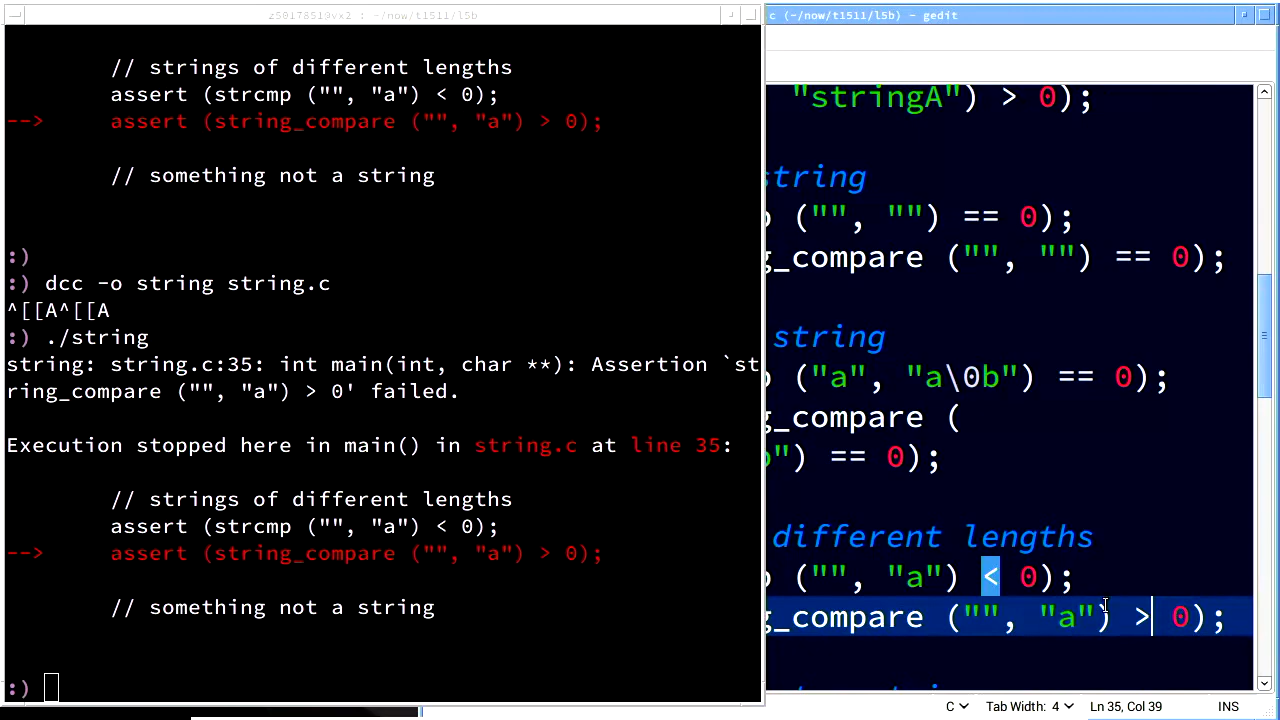 z50178519vx2 : ~/now/t1511/l5b
// strings of different lengths
assert (strcmp ("", "a") < 0);
--> assert (string_compare ("", "a") > 0);
// something not a string
:)
:) dcc -o string string.c
^[[A^[[A
:) ./string
string: string.c:35: int main(int, char **): Assertion `st
ring_compare ("", "a") > 0' failed.
Execution stopped here in main() in string.c at line 35:
// strings of different lengths
assert (strcmp ("", "a") < 0);
--> assert (string_compare ("", "a") > 0);
// something not a string
:)
c (~/now/t1511/l5b) - gedit
"stringA") > 0);
string
("", "") == 0);
g_compare ("", "") == 0);
string
("a", "a\0b") == 0);
g_compare (
") == 0);
different lengths
("", "a") < 0);
g_compare ("", "a") > 0);
C Tab Width: 4 Ln 35, Col 39 INS